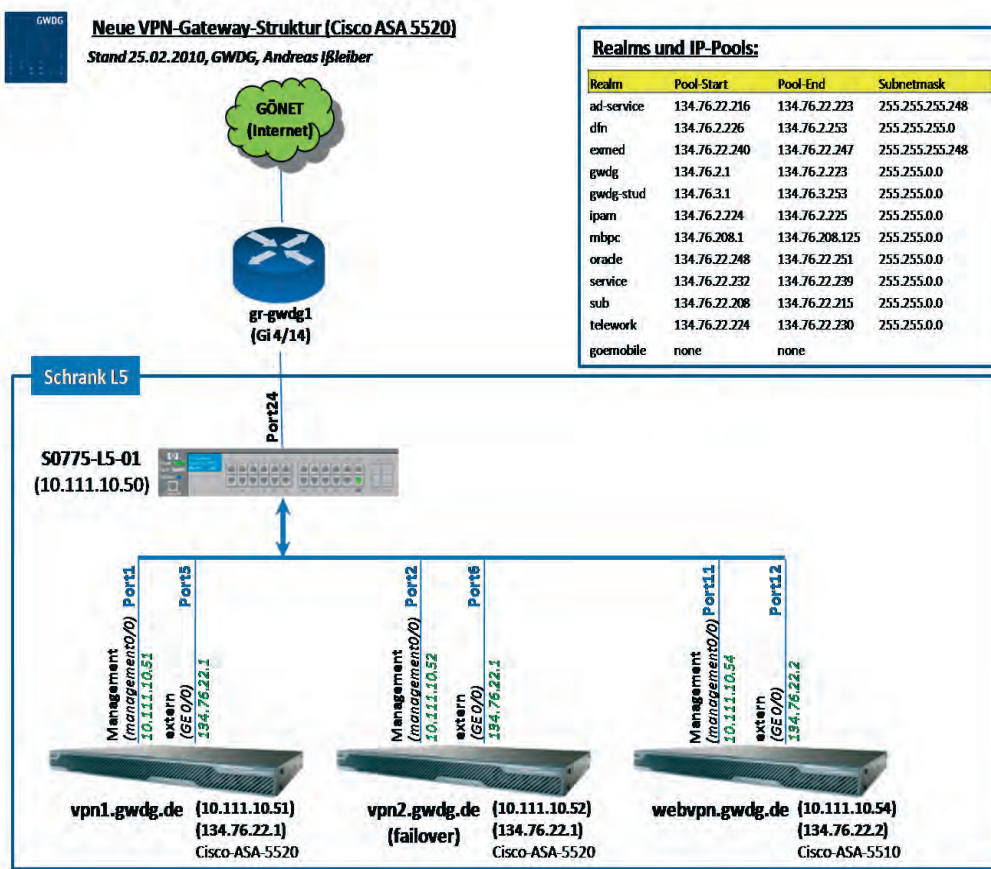 GWDG
Neue VPN-Gateway-Struktur (Cisco ASA 5520)
Stand 25.02.2010, GWDG, Andreas Ißleiber
GÖNET
(Internet)
gr-gwdg1
(Gi 4/14)
Realms und IP-Pools:
Realm Pool-Start Pool-End Subnetmask
ad-service 134.76.22.216 134.76.22.223 255.255.255.248
dfn 134.76.2.226 134.76.2.253 255.255.255.0
exmed 134.76.22.240 134.76.22.247 255.255.255.248
gwdg 134.76.2.1 134.76.2.223 255.255.0.0
gwdg-stud 134.76.3.1 134.76.3.253 255.255.0.0
ipam 134.76.2.224 134.76.2.225 255.255.0.0
mbpc 134.76.208.1 134.76.208.125 255.255.0.0
oracle 134.76.22.248 134.76.22.251 255.255.0.0
service 134.76.22.232 134.76.22.239 255.255.0.0
sub 134.76.22.208 134.76.22.215 255.255.0.0
telework 134.76.22.224 134.76.22.230 255.255.0.0
goemobile none none
Schrank L5
Port24
S0775-L5-01
(10.111.10.50)
Port1
Management
(management0/0)
10.111.10.51
Port5
extern
(GE 0/0)
134.76.22.1
Port2
Management
(management0/0)
10.111.10.52
Port6
extern
(GE 0/0)
134.76.22.1
Port11
Management
(management0/0)
10.111.10.54
Port12
extern
(GE 0/0)
134.76.22.2
vpn1.gwdg.de (10.111.10.51)
(134.76.22.1)
Cisco-ASA-5520
vpn2.gwdg.de (10.111.10.52)
(failover) (134.76.22.1)
Cisco-ASA-5520
webvpn.gwdg.de (10.111.10.54)
(134.76.22.2)
Cisco-ASA-5510